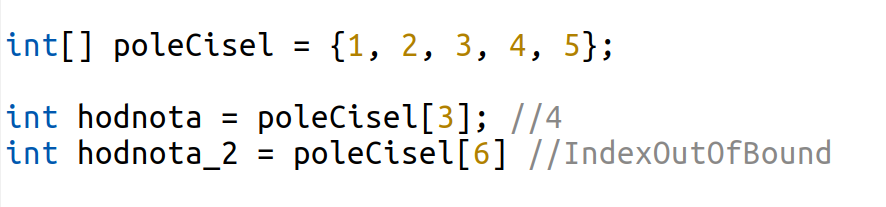 int[] poleCisel = {1, 2, 3, 4, 5};
int hodnota = poleCisel[3]; //4
int hodnota_2 = poleCisel[6] //IndexOutOfBound